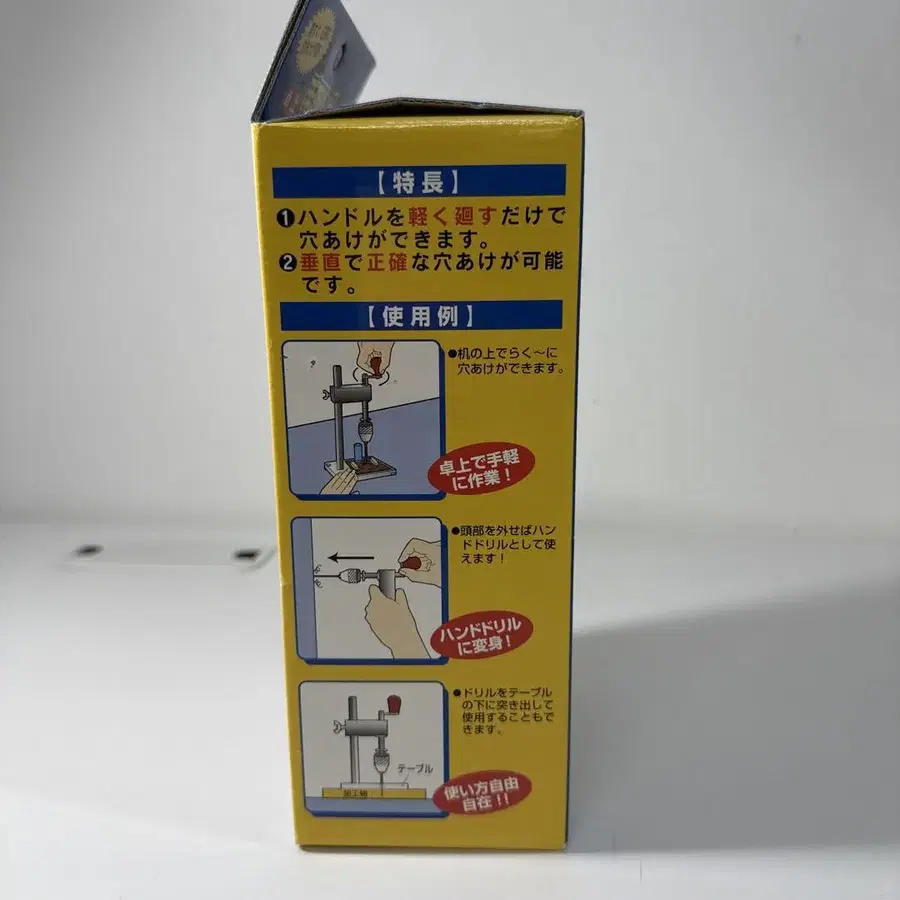 【特長】
❶ハンドルを軽く廻すだけで
穴あけができます。
❷垂直で正確な穴あけが可能
です。
【使用例】
●机の上でらく〜に
穴あけができます。
卓上で手軽
に作業！
●頭部を外せばハン
ドドリルとして使
えます！
ハンドドリル
に変身！
●ドリルをテーブル
の下に突き出して
使用することもで
きます。
テーブル
使い方自由
自在！！